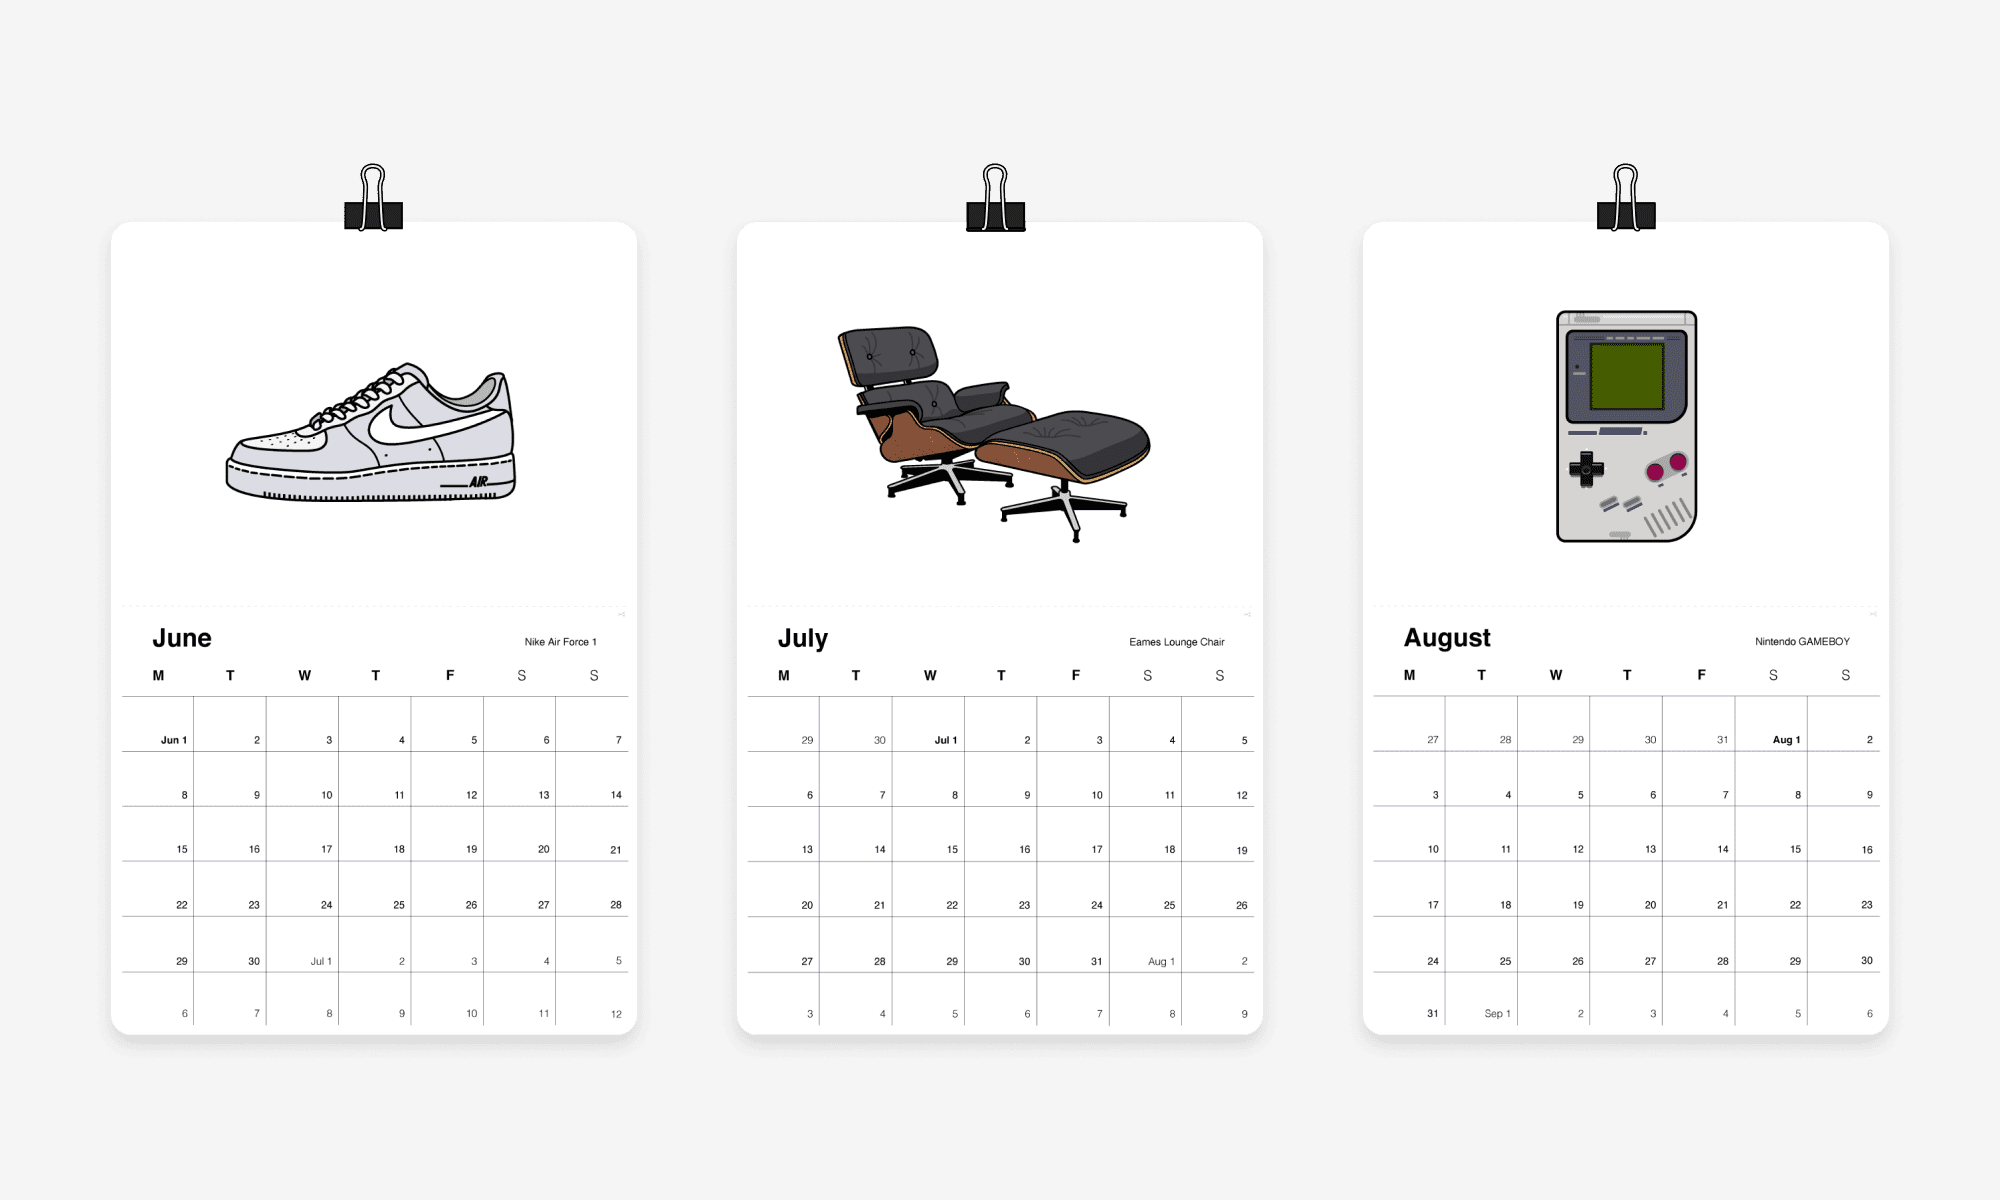 AIR
June
Nike Air Force 1
M T W T F S S
Jun 1 2 3 4 5 6 7
8 9 10 11 12 13 14
15 16 17 18 19 20 21
22 23 24 25 26 27 28
29 30 Jul 1 2 3 4 5
6 7 8 9 10 11 12
July
Eames Lounge Chair
M T W T F S S
29 30 Jul 1 2 3 4 5
6 7 8 9 10 11 12
13 14 15 16 17 18 19
20 21 22 23 24 25 26
27 28 29 30 31 Aug 1 2
3 4 5 6 7 8 9
August
Nintendo GAMEBOY
M T W T F S S
27 28 29 30 31 Aug 1 2
3 4 5 6 7 8 9
10 11 12 13 14 15 16
17 18 19 20 21 22 23
24 25 26 27 28 29 30
31 Sep 1 2 3 4 5 6